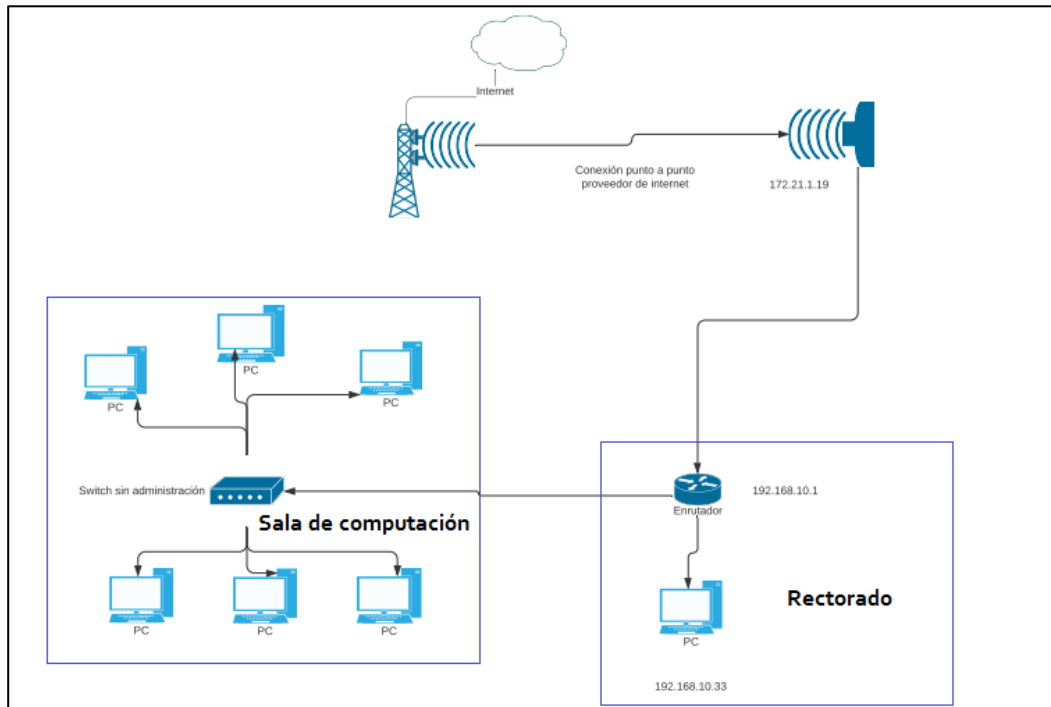 Internet
Conexión punto a punto
proveedor de internet
172.21.1.19
PC
PC
PC
Switch sin administración
Sala de computación
PC
PC
PC
192.168.10.1
Enrutador
Rectorado
PC
192.168.10.33